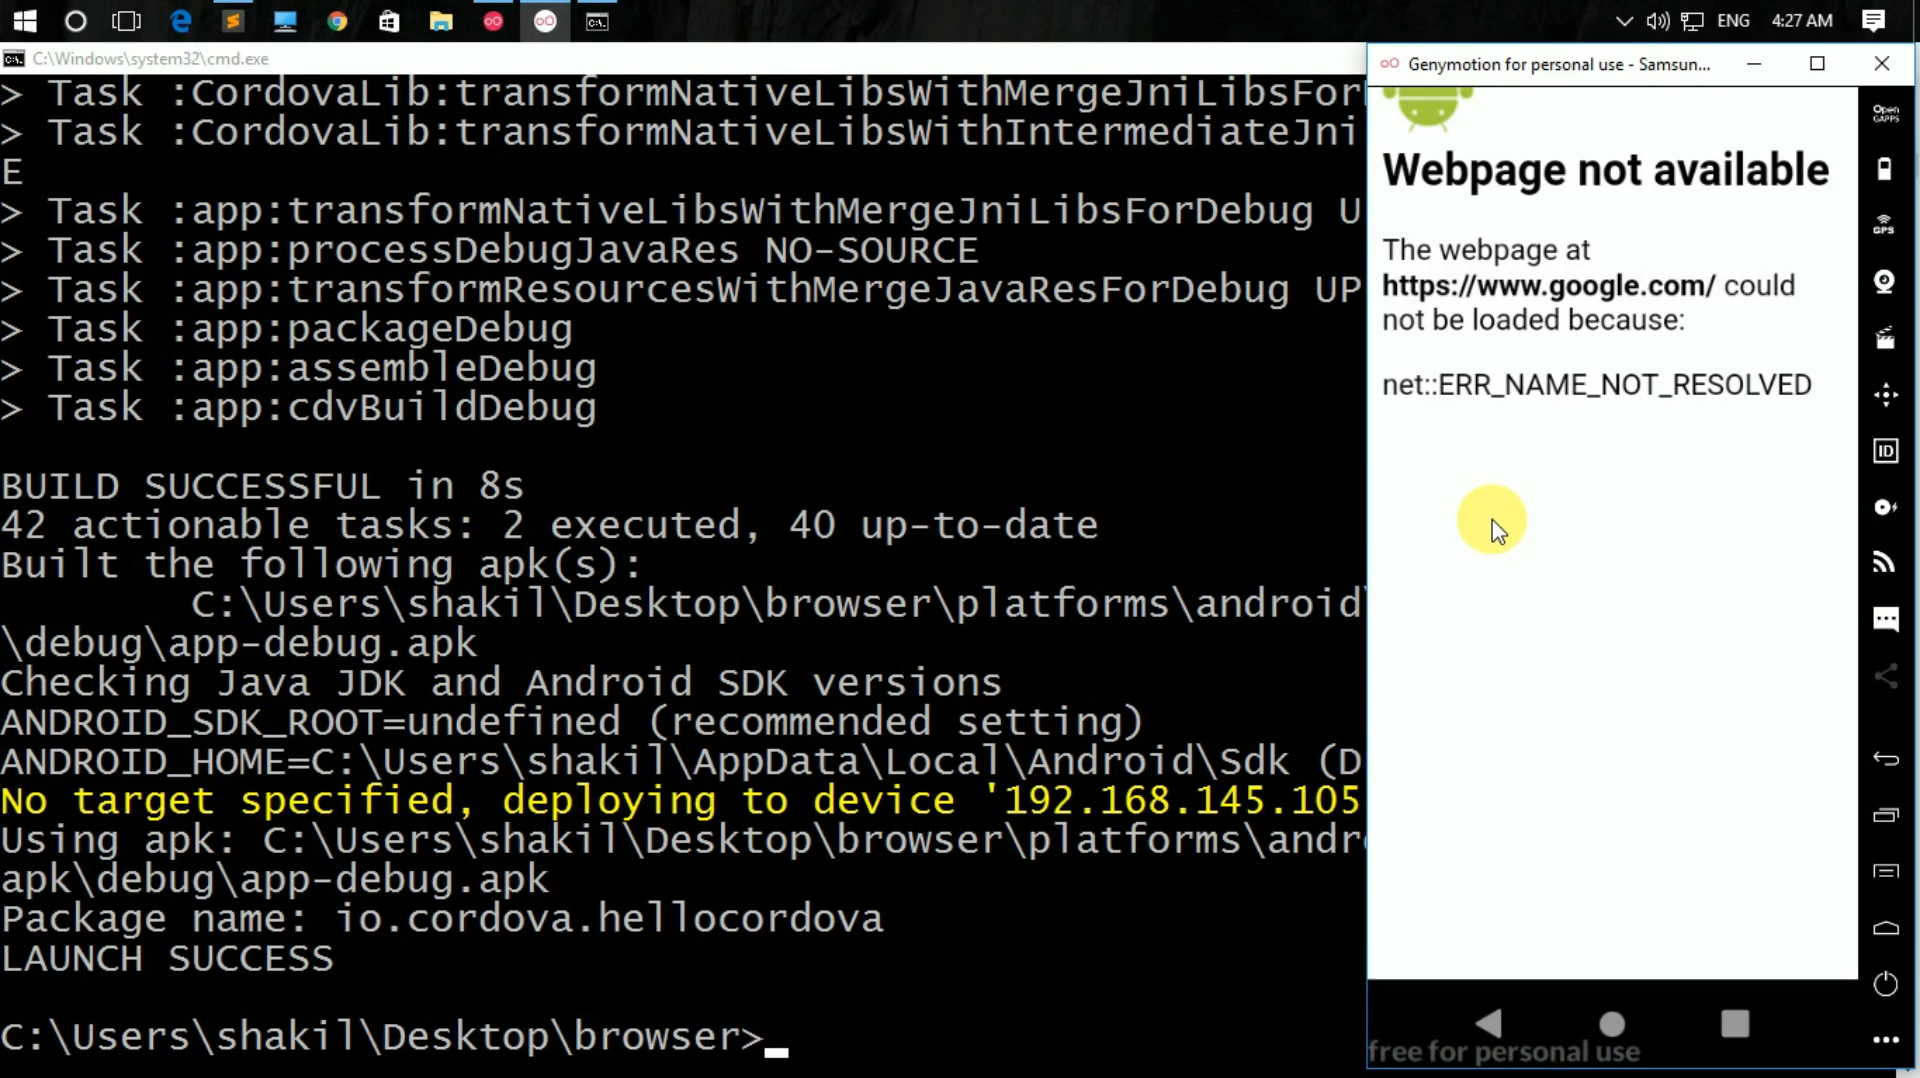 ENG 4:27 AM
C:\Windows\system32\cmd.exe
> Task :CordovaLib:transformNativeLibsWithMergeJniLibsFor
> Task :CordovaLib:transformNativeLibsWithIntermediateJni
E
> Task :app:transformNativeLibsWithMergeJniLibsForDebug U
> Task :app:processDebugJavaRes NO-SOURCE
> Task :app:transformResourcesWithMergeJavaResForDebug UP
> Task :app:packageDebug
> Task :app:assembleDebug
> Task :app:cdvBuildDebug
BUILD SUCCESSFUL in 8s
42 actionable tasks: 2 executed, 40 up-to-date
Built the following apk(s):
C:\Users\shakil\Desktop\browser\platforms\android\
\debug\app-debug.apk
Checking Java JDK and Android SDK versions
ANDROID_SDK_ROOT=undefined (recommended setting)
ANDROID_HOME=C:\Users\shakil\AppData\Local\Android\Sdk (D
No target specified, deploying to device '192.168.145.105
Using apk: C:\Users\shakil\Desktop\browser\platforms\andro
apk\debug\app-debug.apk
Package name: io.cordova.hellocordova
LAUNCH SUCCESS
C:\Users\shakil\Desktop\browser>
Genymotion for personal use - Samsun...
Webpage not available
The webpage at
https://www.google.com/ could
not be loaded because:
net::ERR_NAME_NOT_RESOLVED
free for personal use
Open
GAPPS
GPS
ID